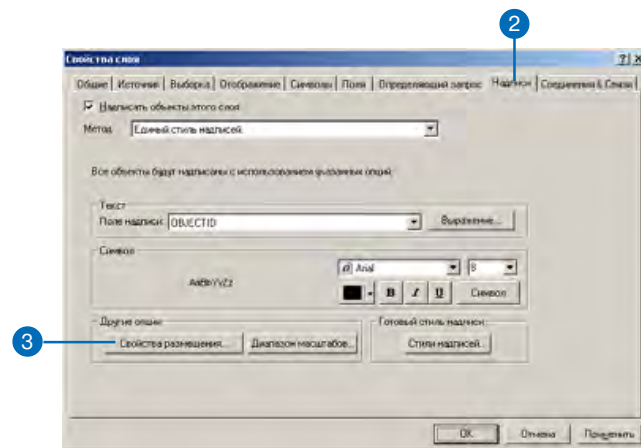 2
Свойства слоя
Общие Источник Выборка Отображение Символы Поля Определяющий запрос Надписи Соединения & Связи
Надписать объекты этого слоя
Метод: Единый стиль надписей.
Все объекты будут надписаны с использованием указанных опций.
Текст
Поле надписи: OBJECTID Выражение...
Символ
AaBbYyZz Arial 8
B I U Символ
Другие опции Готовый стиль надписи
3 Свойства размещения... Диапазон масштабов... Стили надписей...
OK Отмена Применить